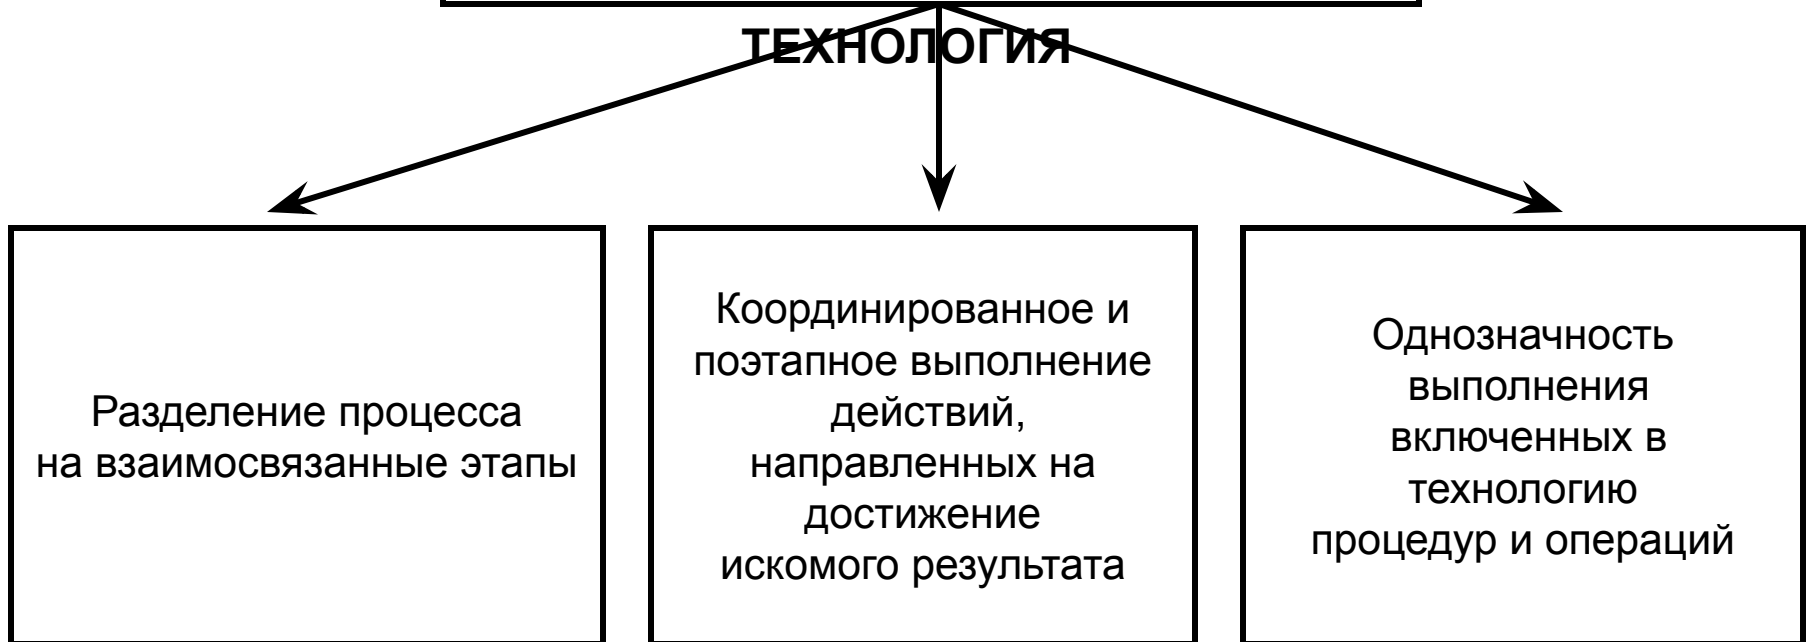 ТЕХНОЛОГИЯ
Разделение процесса
на взаимосвязанные этапы
Координированное и
поэтапное выполнение
действий,
направленных на
достижение
искомого результата
Однозначность
выполнения
включенных в
технологию
процедур и операций